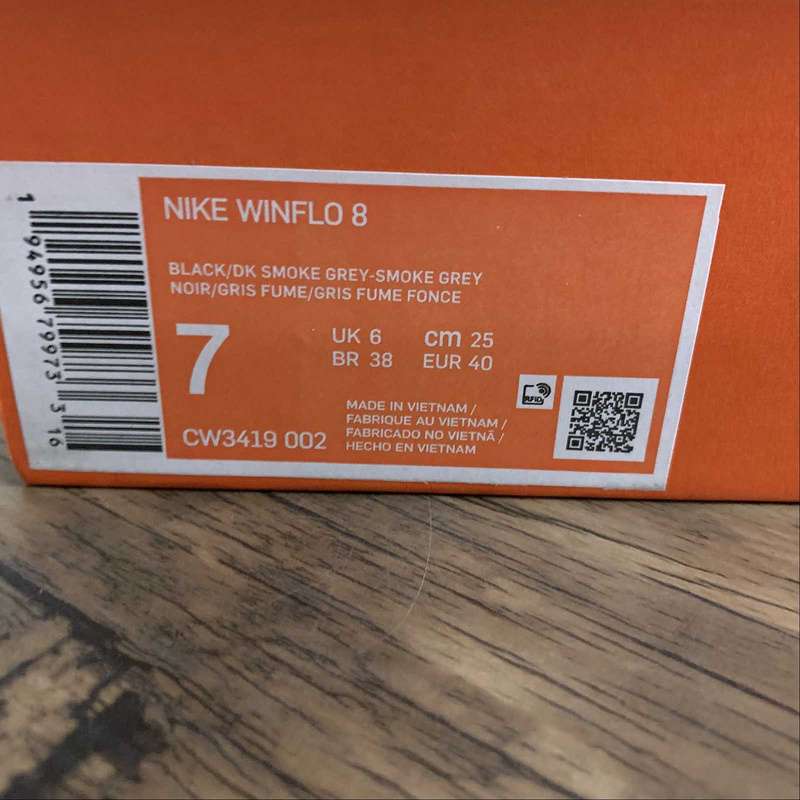 NIKE WINFLO 8
BLACK/DK SMOKE GREY-SMOKE GREY
NOIR/GRIS FUME/GRIS FUME FONCE
7
UK 6 cm 25
BR 38 EUR 40
CW3419 002
MADE IN VIETNAM /
FABRIQUE AU VIETNAM /
FABRICADO NO VIETNÃ /
HECHO EN VIETNAM
RFID
1 94956 79973 3 16